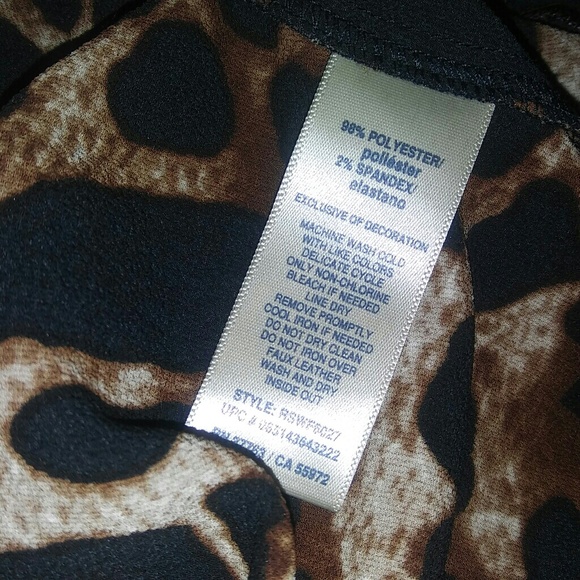 98% POLYESTER/
poliéster
2% SPANDEX/
elastano
EXCLUSIVE OF DECORATION
MACHINE WASH COLD
WITH LIKE COLORS
DELICATE CYCLE
ONLY NON-CHLORINE
BLEACH IF NEEDED
LINE DRY
REMOVE PROMPTLY
COOL IRON IF NEEDED
DO NOT DRY CLEAN
DO NOT IRON OVER
FAUX LEATHER
WASH AND DRY
INSIDE OUT
STYLE: RSWF6027
UPC # 093143643222
/ CA 55972